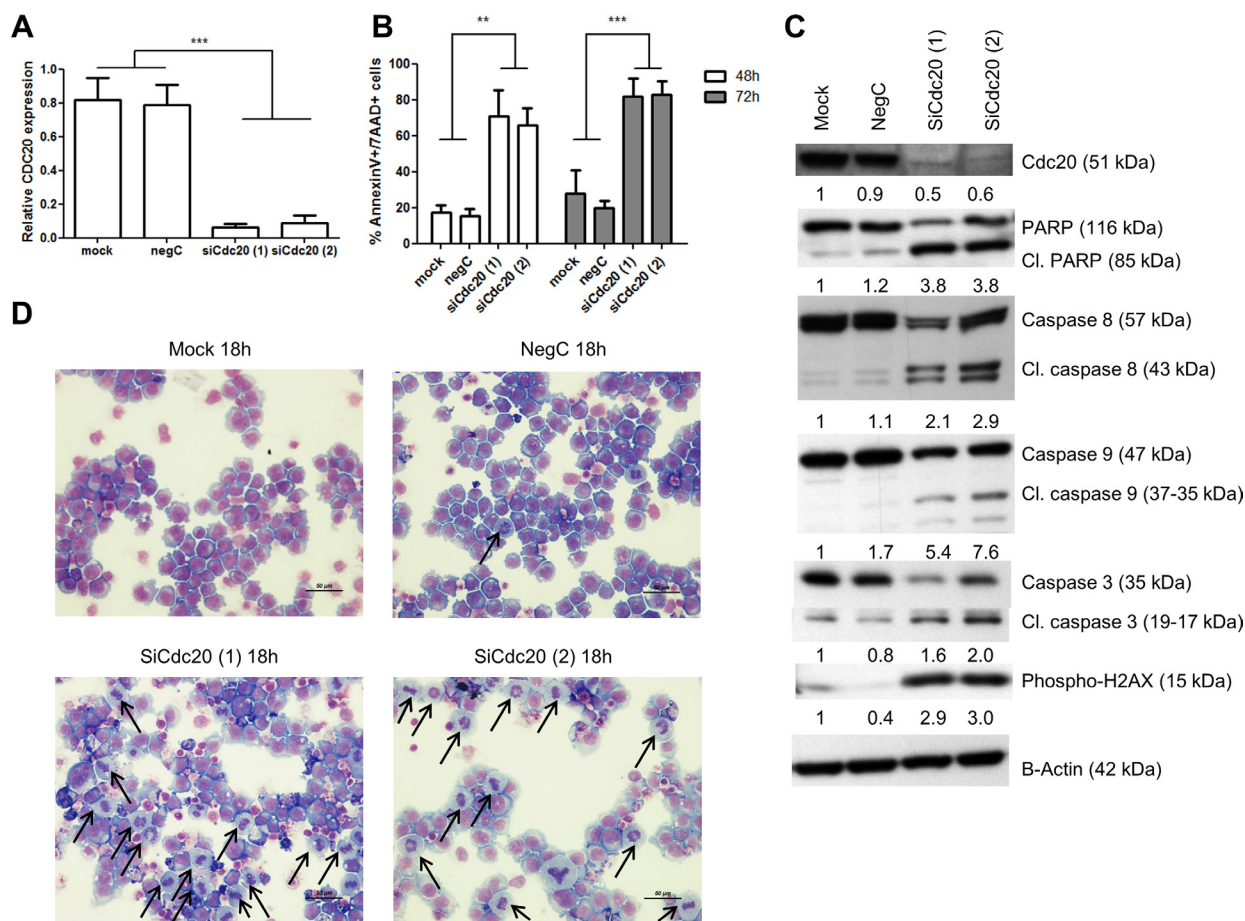 A
***
Relative CDC20 expression
1.0
0.8
0.6
0.4
0.2
0.0
mock
negC
siCdc20 (1)
siCdc20 (2)
B
**
***
% AnnexinV+/7AAD+ cells
100
80
60
40
20
0
mock
negC
siCdc20 (1)
siCdc20 (2)
mock
negC
siCdc20 (1)
siCdc20 (2)
48h
72h
C
Mock
NegC
SiCdc20 (1)
SiCdc20 (2)
Cdc20 (51 kDa)
1 0.9 0.5 0.6
PARP (116 kDa)
Cl. PARP (85 kDa)
1 1.2 3.8 3.8
Caspase 8 (57 kDa)
Cl. caspase 8 (43 kDa)
1 1.1 2.1 2.9
Caspase 9 (47 kDa)
Cl. caspase 9 (37-35 kDa)
1 1.7 5.4 7.6
Caspase 3 (35 kDa)
Cl. caspase 3 (19-17 kDa)
1 0.8 1.6 2.0
Phospho-H2AX (15 kDa)
1 0.4 2.9 3.0
B-Actin (42 kDa)
D
Mock 18h
50 µm
NegC 18h
50 µm
SiCdc20 (1) 18h
50 µm
SiCdc20 (2) 18h
50 µm